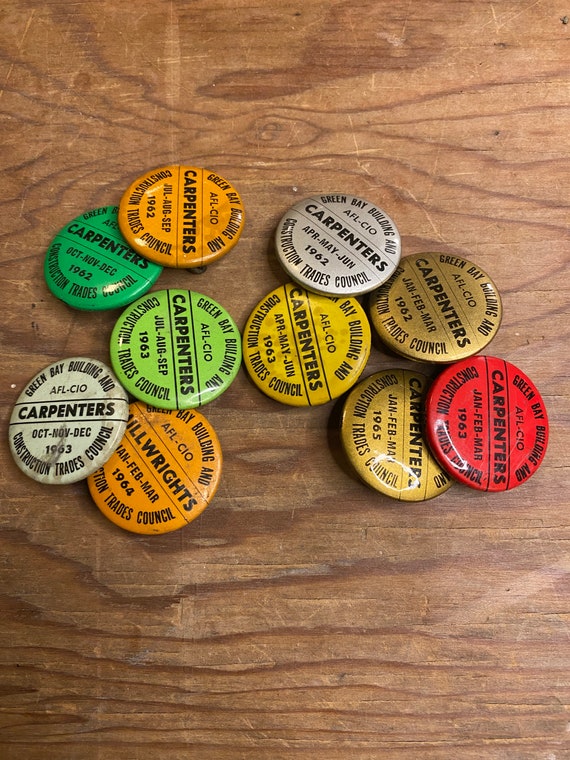 GREEN BAY BUILDING AND
AFL-CIO
CARPENTERS
JUL-AUG-SEP
1962
CONSTRUCTION TRADES COUNCIL
GREEN BAY BUILDING AND
AFL-CIO
CARPENTERS
APR-MAY-JUN
1962
CONSTRUCTION TRADES COUNCIL
GREEN BAY
CARPENTERS
OCT-NOV-DEC
1962
CONSTRUCTION TRADES COUNCIL
GREEN BAY BUILDING AND
AFL-CIO
CARPENTERS
JAN-FEB-MAR
1962
TRADES COUNCIL
GREEN BAY BUILDING AND
AFL-CIO
CARPENTERS
JUL-AUG-SEP
1963
CONSTRUCTION TRADES COUNCIL
BUILDING AND
AFL-CIO
CARPENTERS
APR-MAY-JUN
1963
CONSTRUCTION TRADES COUNCIL
GREEN BAY BUILDING AND
AFL-CIO
CARPENTERS
OCT-NOV-DEC
1963
CONSTRUCTION TRADES COUNCIL
BUILDING AND
AFL-CIO
JAN-FEB-MAR
1964
TRADES COUNCIL
GREEN BAY BUILDING
AFL-CIO
CARPENTERS
JAN-FEB-MAR
1965
CONSTRUCTION TRADES COUNCIL
GREEN BAY BUILDING AND
AFL-CIO
CARPENTERS
JAN-FEB-MAR
1963
CONSTRUCTION TRADES COUNCIL